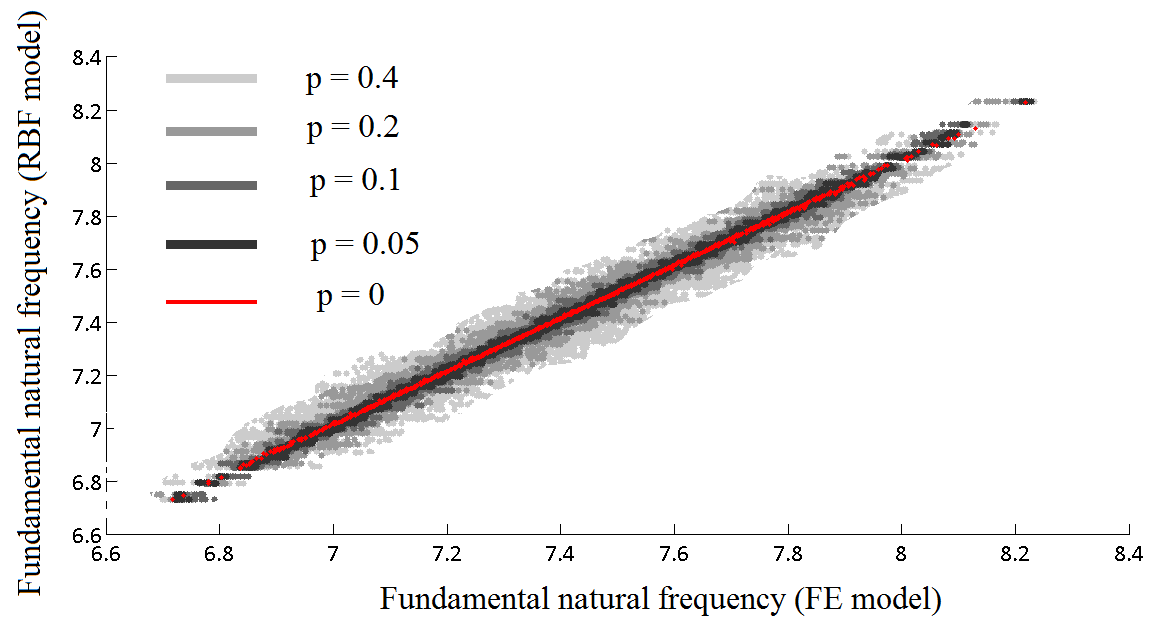 Fundamental natural frequency (RBF model)
8.4
8.2
8
7.8
7.6
7.4
7.2
7
6.8
6.6
p = 0.4
p = 0.2
p = 0.1
p = 0.05
p = 0
6.6 6.8 7 7.2 7.4 7.6 7.8 8 8.2 8.4
Fundamental natural frequency (FE model)